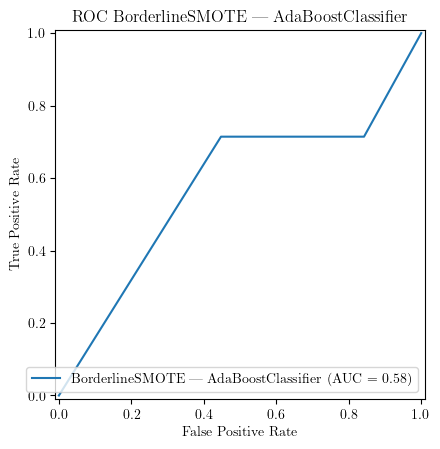 ROC BorderlineSMOTE — AdaBoostClassifier
True Positive Rate
1.0
0.8
0.6
0.4
0.2
0.0
BorderlineSMOTE — AdaBoostClassifier (AUC = 0.58)
0.0 0.2 0.4 0.6 0.8 1.0
False Positive Rate